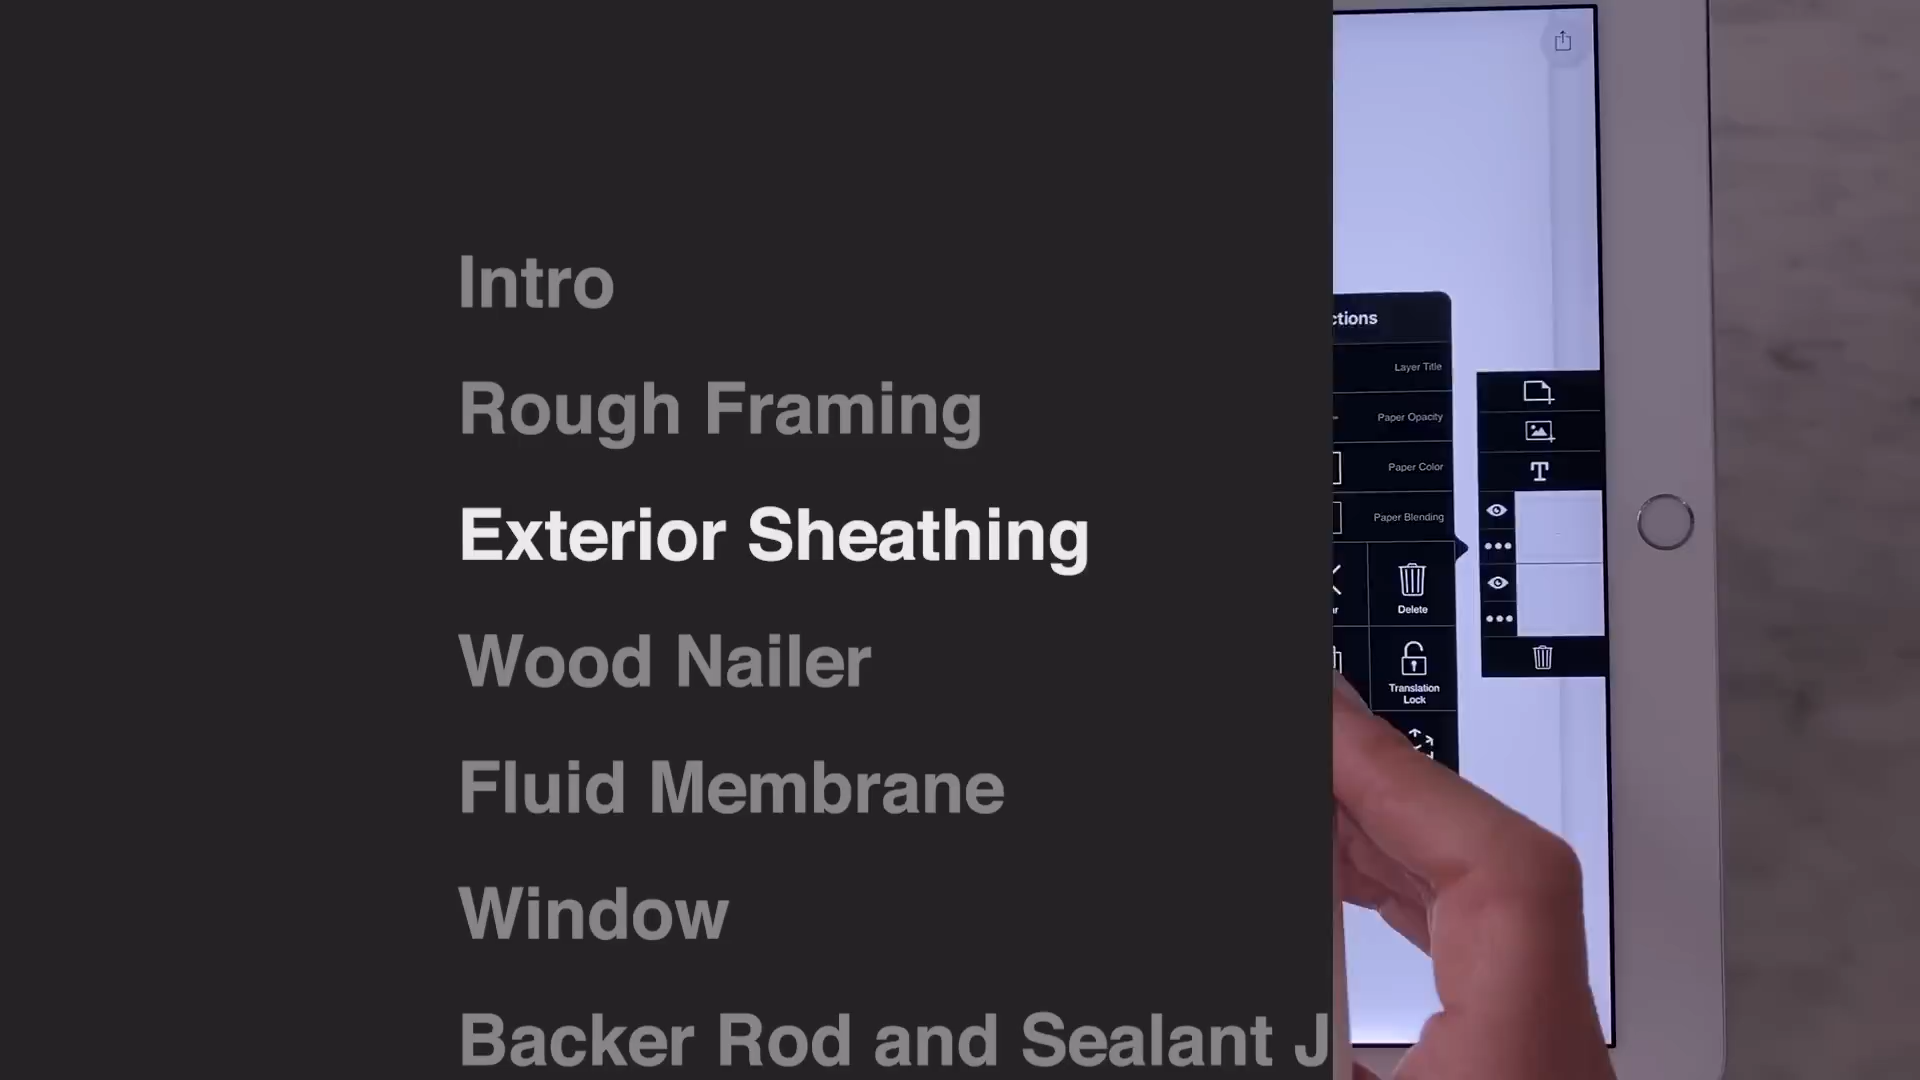 Intro
Rough Framing
Exterior Sheathing
Wood Nailer
Fluid Membrane
Window
Backer Rod and Sealant J
ctions
Layer Title
Paper Opacity
Paper Color
Paper Blending
T
Delete
Translation
Lock